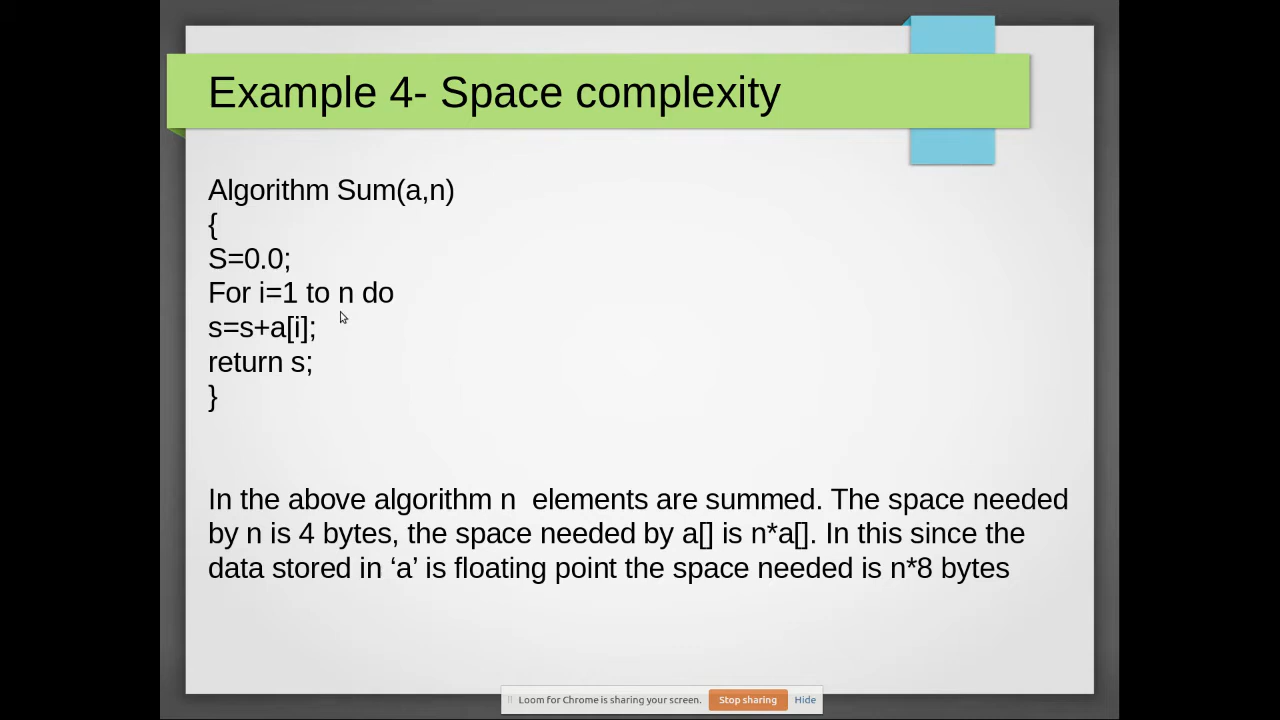 Example 4- Space complexity
Algorithm Sum(a,n)
{
S=0.0;
For i=1 to n do
s=s+a[i];
return s;
}
In the above algorithm n  elements are summed. The space needed
by n is 4 bytes, the space needed by a[] is n*a[]. In this since the
data stored in ‘a’ is floating point the space needed is n*8 bytes
Loom for Chrome is sharing your screen. Stop sharing Hide